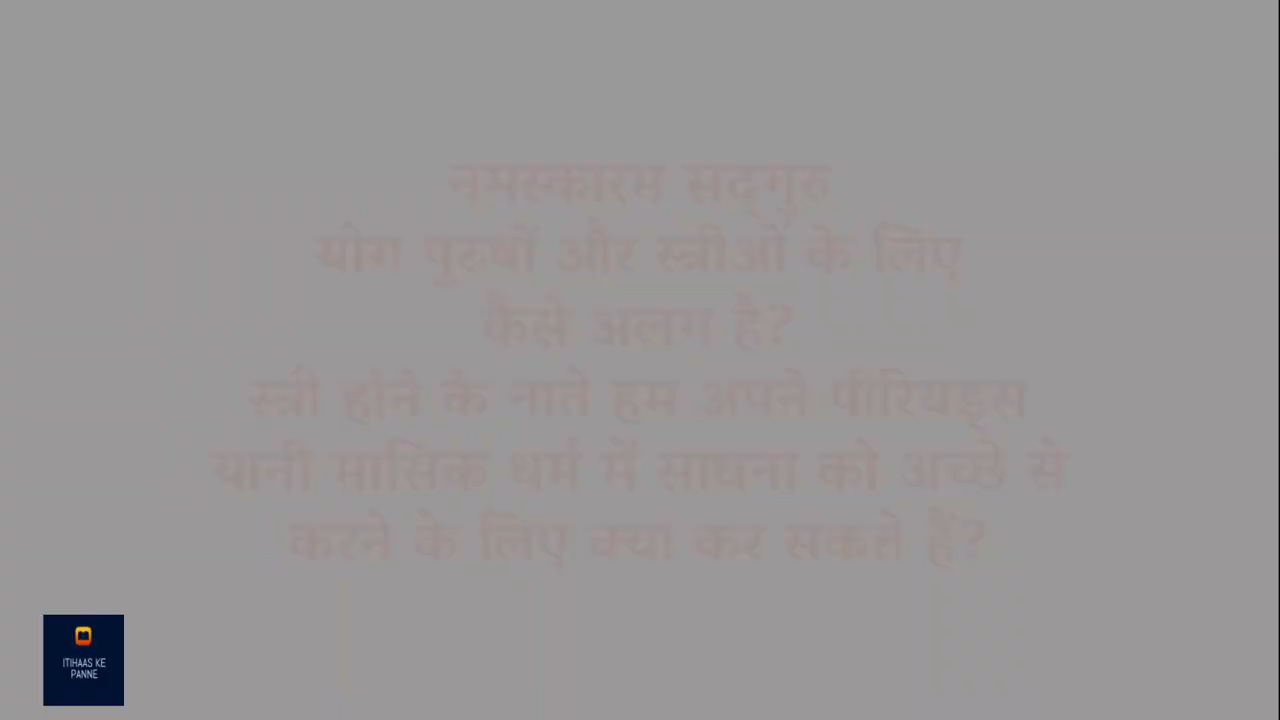 नमस्कारम सद्गुरु
योग पुरुषों और स्त्रीओं के लिए
कैसे अलग है?
स्त्री होने के नाते हम अपने पीरियड्स
यानी मासिक धर्म में साधना को अच्छे से
करने के लिए क्या कर सकते हैं?
ITIHAAS KE
PANNE